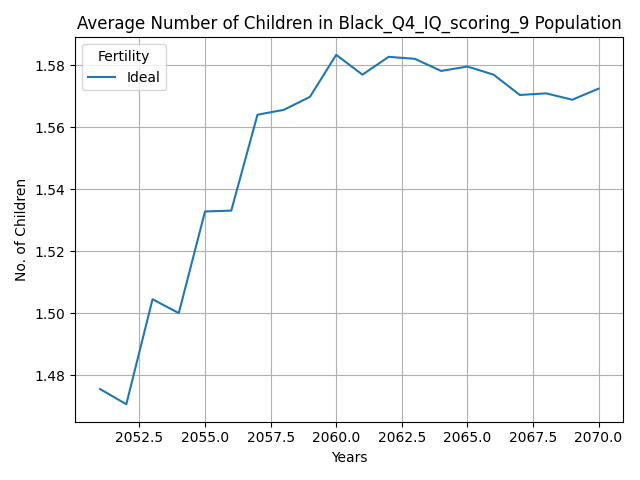 Average Number of Children in Black_Q4_IQ_scoring_9 Population
Fertility
Ideal
1.58
1.56
1.54
1.52
1.50
1.48
No. of Children
2052.5 2055.0 2057.5 2060.0 2062.5 2065.0 2067.5 2070.0
Years